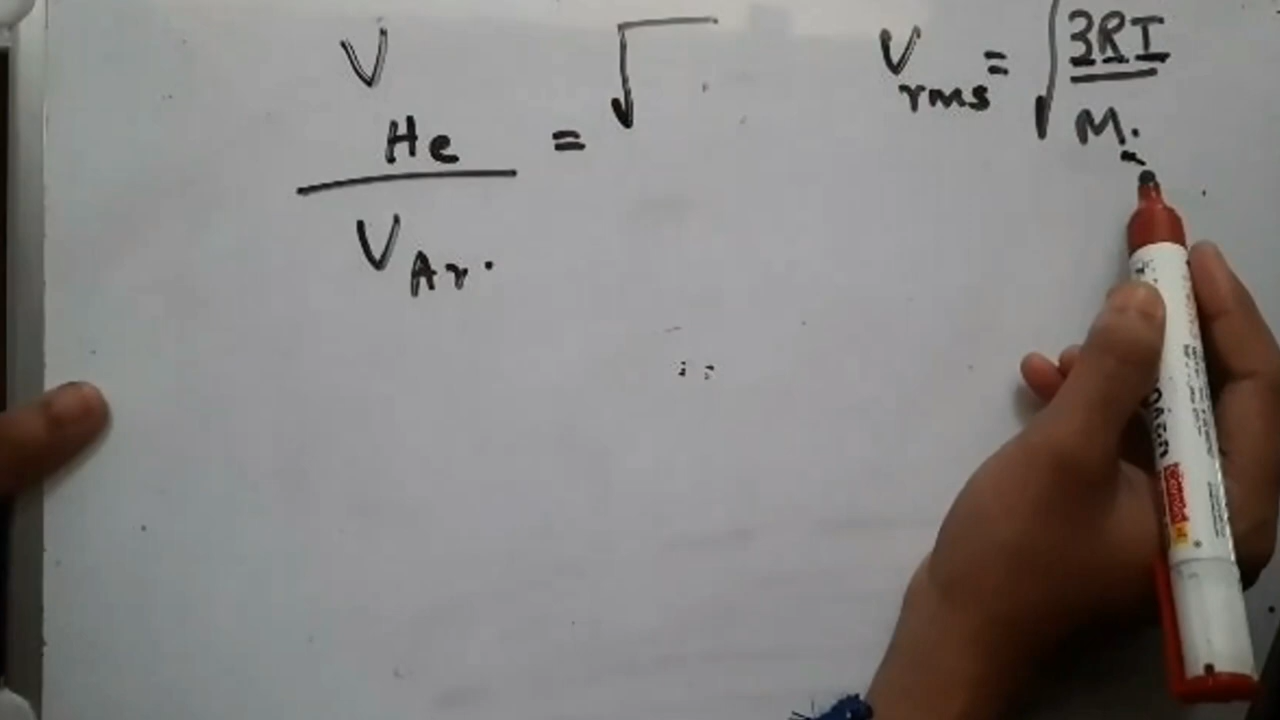 V He / V Ar. = √
V rms = √ 3RT / M.